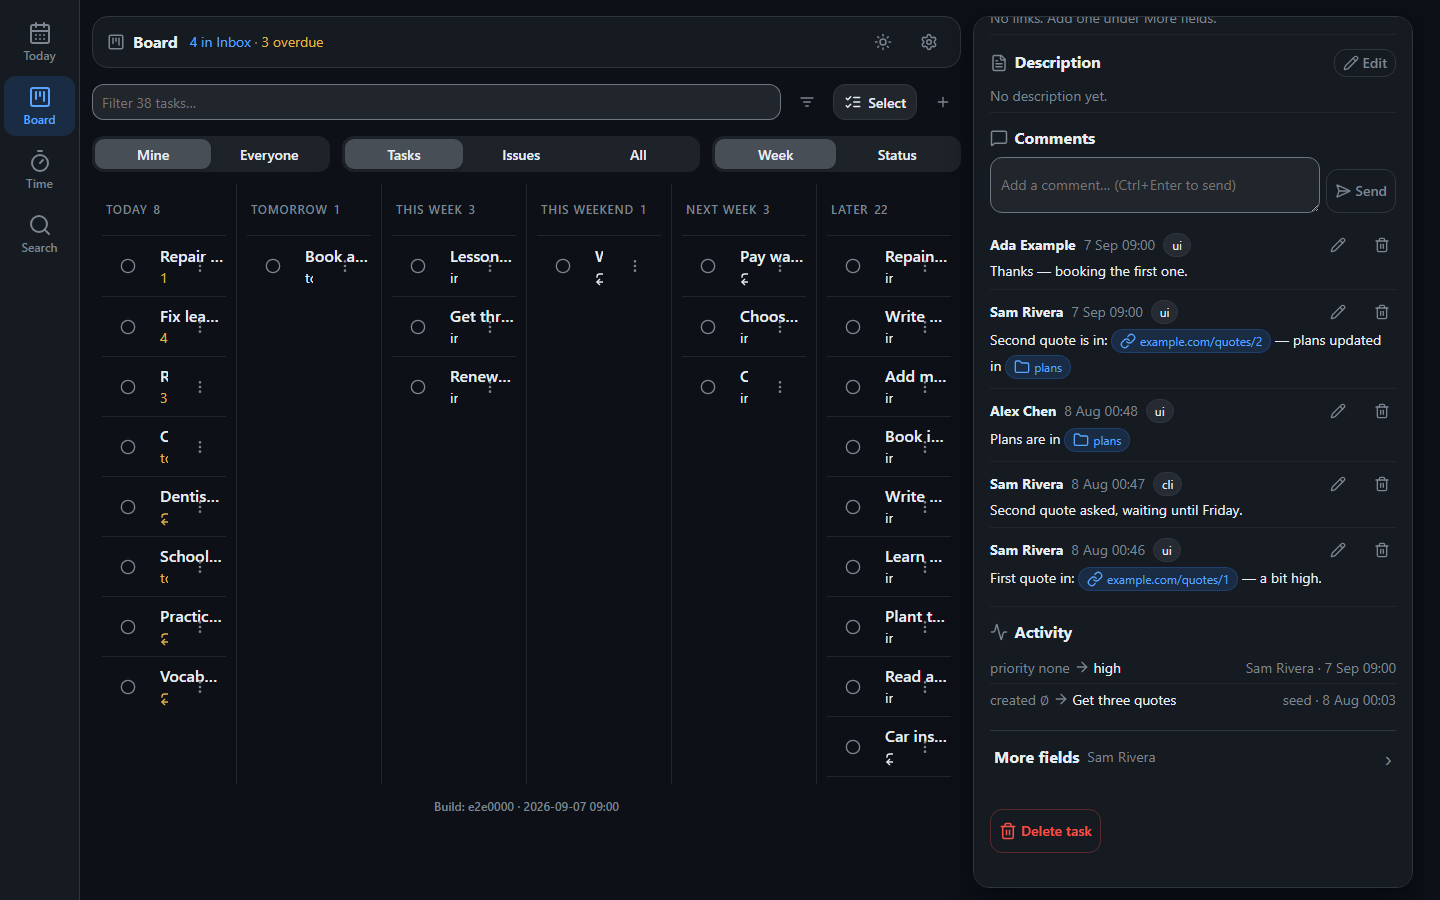 Today
Board
Time
Search
Board 4 in Inbox · 3 overdue
Filter 38 tasks...
Select
Mine
Everyone
Tasks
Issues
All
Week
Status
TODAY 8
Repair ...
1
Fix lea...
4
R
3
C
Dentis...
School...
Practic...
Vocab...
TOMORROW 1
Book a...
THIS WEEK 3
Lesson...
Get thr...
Renew...
THIS WEEKEND 1
NEXT WEEK 3
Pay wa...
Choos...
C
LATER 22
Repain...
Write ...
Add m...
Book i...
Write ...
Learn ...
Plant t...
Read a...
Car ins...
Build: e2e0000 · 2026-09-07 09:00
No links. Add one under More fields.
Description
Edit
No description yet.
Comments
Add a comment... (Ctrl+Enter to send)
Send
Ada Example 7 Sep 09:00 ui
Thanks — booking the first one.
Sam Rivera 7 Sep 09:00 ui
Second quote is in: example.com/quotes/2 — plans updated
in plans
Alex Chen 8 Aug 00:48 ui
Plans are in plans
Sam Rivera 8 Aug 00:47 cli
Second quote asked, waiting until Friday.
Sam Rivera 8 Aug 00:46 ui
First quote in: example.com/quotes/1 — a bit high.
Activity
priority none → high Sam Rivera · 7 Sep 09:00
created ∅ → Get three quotes seed · 8 Aug 00:03
More fields Sam Rivera
Delete task